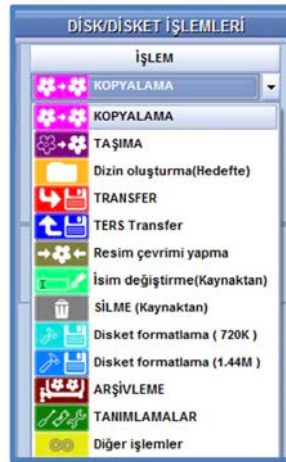 DİSK/DİSKET İŞLEMLERİ
İŞLEM
KOPYALAMA
KOPYALAMA
TAŞIMA
Dizin oluşturma(Hedefte)
TRANSFER
TERS Transfer
Resim çevrimi yapma
İsim değiştirme(Kaynaktan)
SİLME (Kaynaktan)
Disket formatlama ( 720K )
Disket formatlama (1.44M )
ARŞİVLEME
TANIMLAMALAR
Diğer işlemler